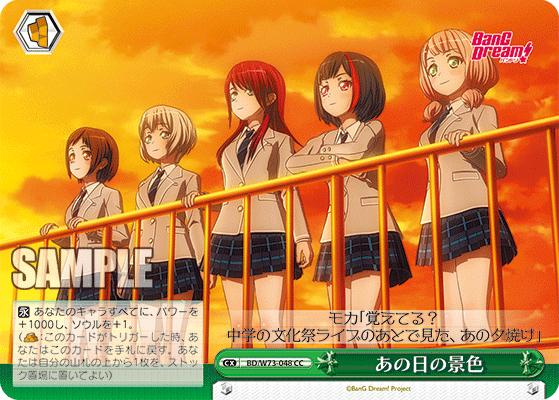 BanG Dream!
バンドリ!
SAMPLE
永 あなたのキャラすべてに、パワーを
+1000し、ソウルを+1。
(:このカードがトリガーした時、あな
たはこのカードを手札に戻す。あなた
は自分の山札の上から1枚を、ストッ
ク置場に置いてよい)
モカ「覚えてる?
中学の文化祭ライブのあとで見た、あの夕焼け」
CX BD/W73-048 CC
あの日の景色
©BanG Dream! Project